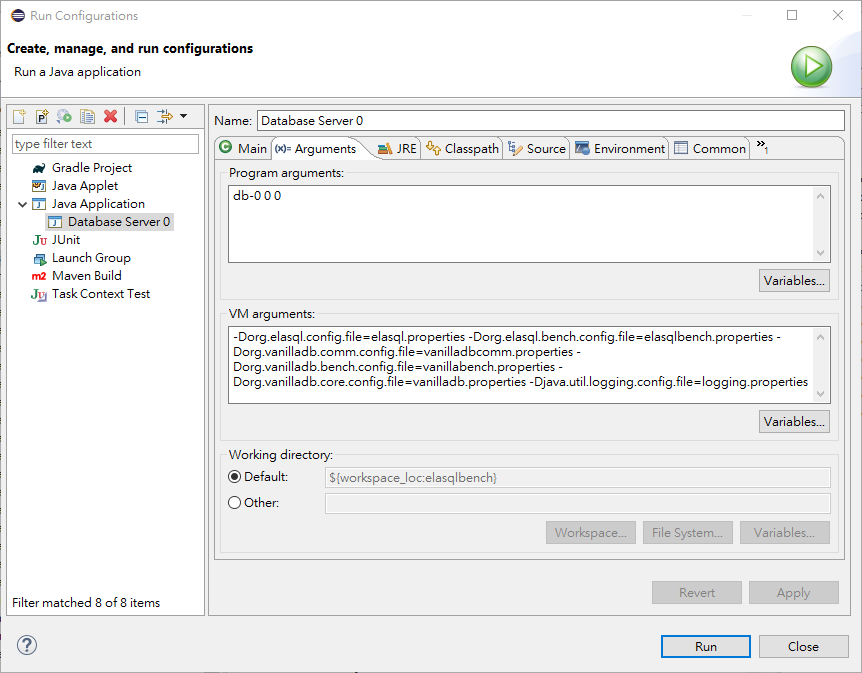 Run Configurations
Create, manage, and run configurations
Run a Java application
type filter text
Gradle Project
Java Applet
Java Application
Database Server 0
JUnit
Launch Group
Maven Build
Task Context Test
Filter matched 8 of 8 items
Name: Database Server 0
Main (x)= Arguments JRE Classpath Source Environment Common »1
Program arguments:
db-0 0 0
Variables...
VM arguments:
-Dorg.elasql.config.file=elasql.properties -Dorg.elasql.bench.config.file=elasqlbench.properties -
Dorg.vanilladb.comm.config.file=vanilladbcomm.properties -
Dorg.vanilladb.bench.config.file=vanillabench.properties -
Dorg.vanilladb.core.config.file=vanilladb.properties -Djava.util.logging.config.file=logging.properties
Variables...
Working directory:
Default: ${workspace_loc:elasqlbench}
Other:
Workspace... File System... Variables...
Revert Apply
Run Close